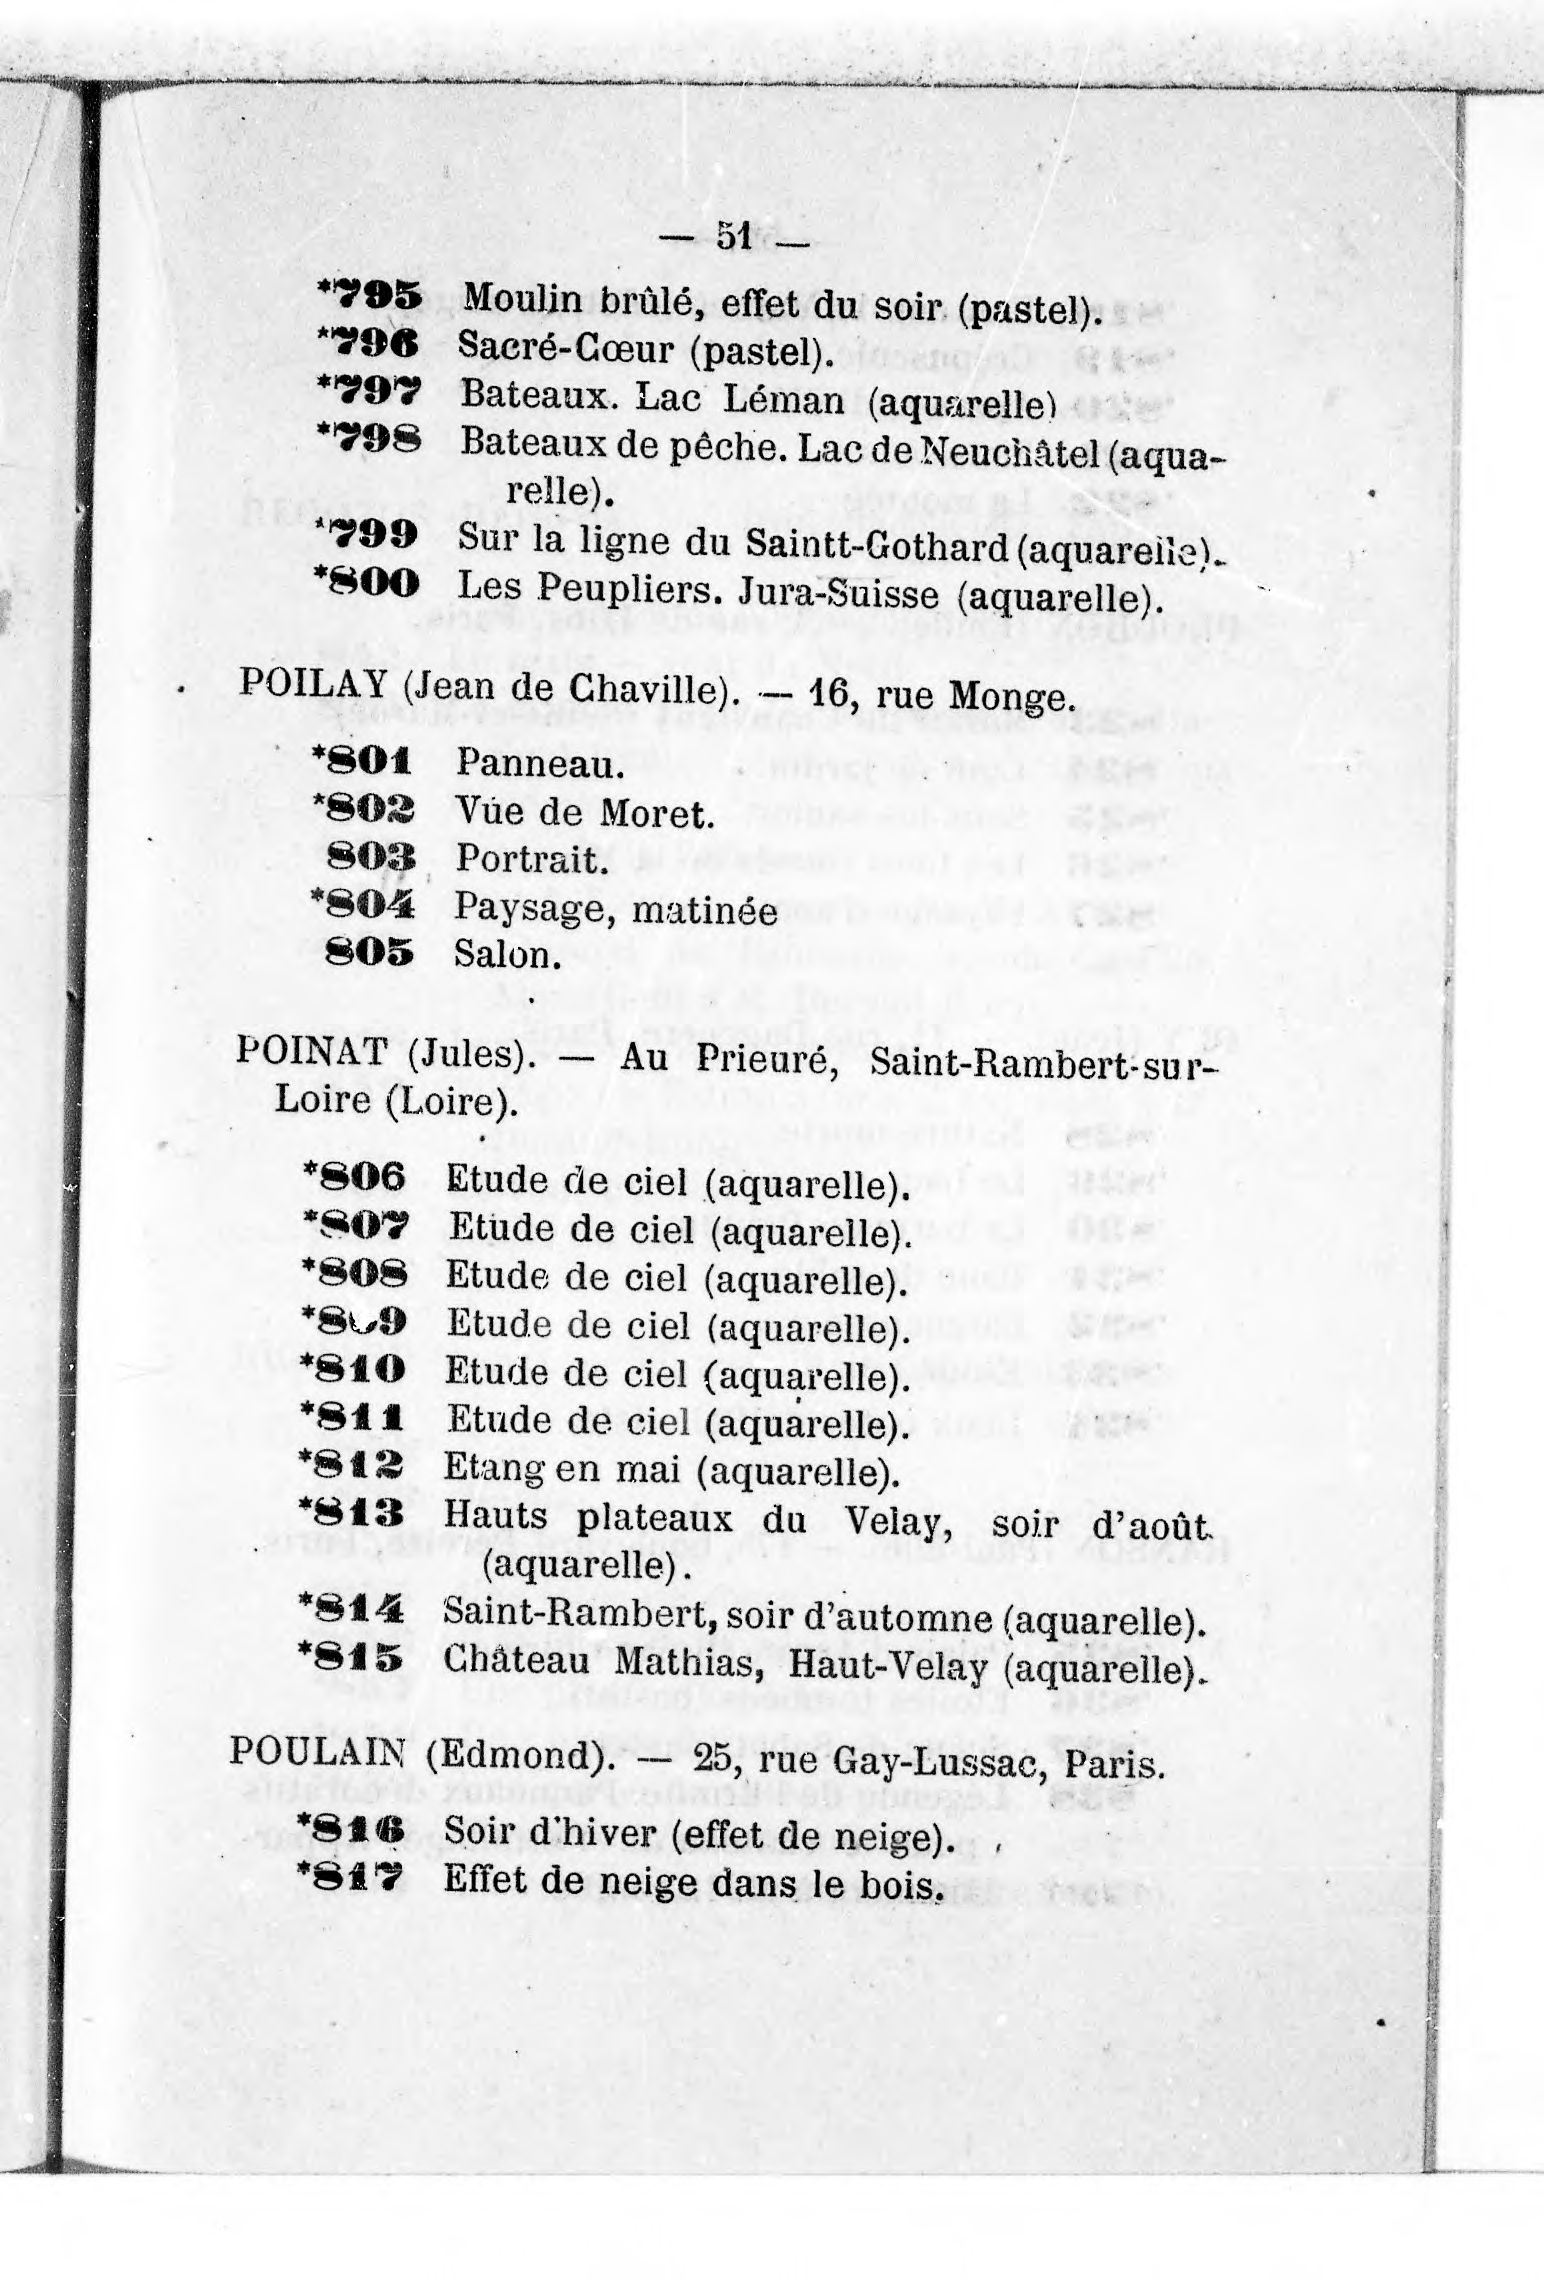 — 51 —
*795 Moulin brûlé, effet du soir (pastel).
*796 Sacré-Cœur (pastel).
*797 Bateaux. Lac Léman (aquarelle)
*798 Bateaux de pêche. Lac de Neuchâtel (aqua-
relle).
*799 Sur la ligne du Saintt-Gothard (aquarelle).
*800 Les Peupliers. Jura-Suisse (aquarelle).
POILAY (Jean de Chaville). — 16, rue Monge.
*801 Panneau.
*802 Vue de Moret.
803 Portrait.
*804 Paysage, matinée
805 Salon.
POINAT (Jules). — Au Prieuré, Saint-Rambert-sur-
Loire (Loire).
*806 Etude de ciel (aquarelle).
*807 Etude de ciel (aquarelle).
*808 Etude de ciel (aquarelle).
*809 Etude de ciel (aquarelle).
*810 Etude de ciel (aquarelle).
*811 Etude de ciel (aquarelle).
*812 Etang en mai (aquarelle).
*813 Hauts plateaux du Velay, soir d'août
(aquarelle).
*814 Saint-Rambert, soir d'automne (aquarelle).
*815 Château Mathias, Haut-Velay (aquarelle).
POULAIN (Edmond). — 25, rue Gay-Lussac, Paris.
*816 Soir d'hiver (effet de neige).
*817 Effet de neige dans le bois.